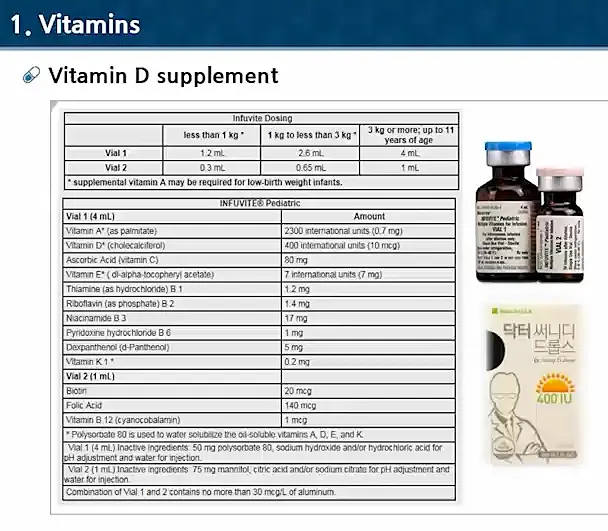 1. Vitamins
Vitamin D supplement
Infuvite Dosing
less than 1 kg * 1 kg to less than 3 kg * 3 kg or more; up to 11 years of age
Vial 1 1.2 mL 2.6 mL 4 mL
Vial 2 0.3 mL 0.65 mL 1 mL
* supplemental vitamin A may be required for low-birth weight infants.
INFUVITE® Pediatric
Vial 1 (4 mL) Amount
Vitamin A* (as palmitate) 2300 international units (0.7 mg)
Vitamin D* (cholecalciferol) 400 international units (10 mcg)
Ascorbic Acid (vitamin C) 80 mg
Vitamin E* ( dl-alpha-tocopheryl acetate) 7 international units (7 mg)
Thiamine (as hydrochloride) B 1 1.2 mg
Riboflavin (as phosphate) B 2 1.4 mg
Niacinamide B 3 17 mg
Pyridoxine hydrochloride B 6 1 mg
Dexpanthenol (d-Panthenol) 5 mg
Vitamin K 1 * 0.2 mg
Vial 2 (1 mL)
Biotin 20 mcg
Folic Acid 140 mcg
Vitamin B 12 (cyanocobalamin) 1 mcg
* Polysorbate 80 is used to water solubilize the oil-soluble vitamins A, D, E, and K.
Vial 1 (4 mL) Inactive ingredients: 50 mg polysorbate 80, sodium hydroxide and/or hydrochloric acid for
pH adjustment and water for injection.
Vial 2 (1 mL) Inactive ingredients: 75 mg mannitol, citric acid and/or sodium citrate for pH adjustment and
water for injection.
Combination of Vial 1 and 2 contains no more than 30 mcg/L of aluminum.
INFUVITE® Pediatric
VIAL 1
VIAL 2
닥터써니디
드롭스
400 IU